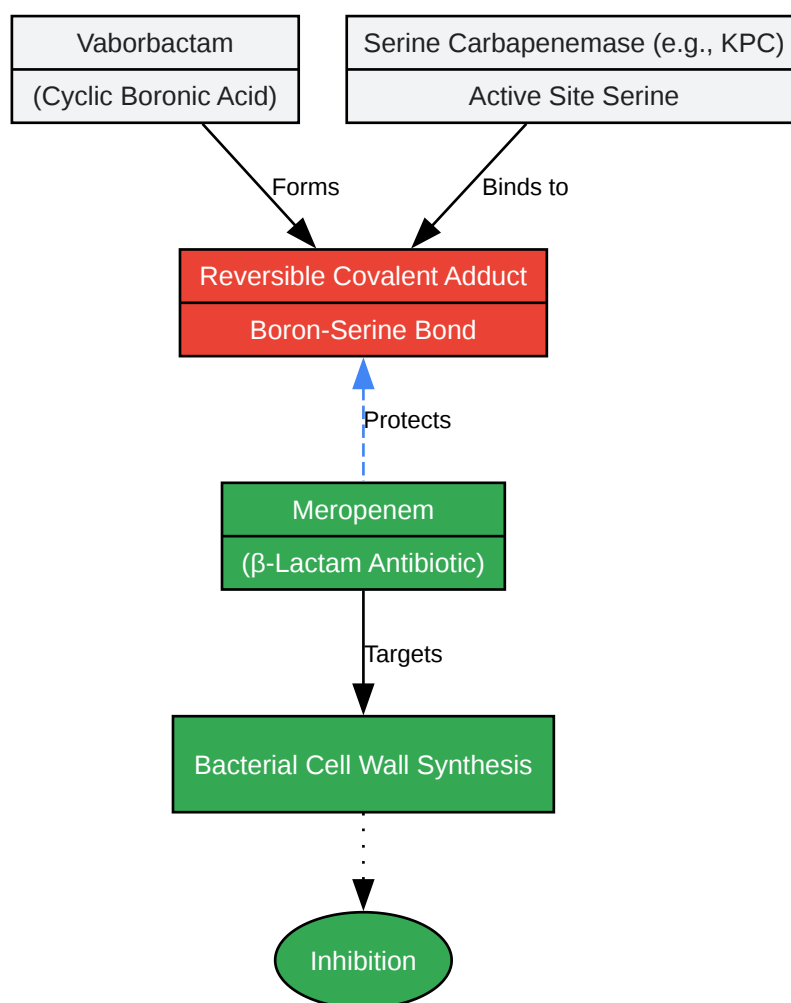 Vaborbactam
(Cyclic Boronic Acid)
Serine Carbapenemase (e.g., KPC)
Active Site Serine
Forms
Binds to
Reversible Covalent Adduct
Boron-Serine Bond
Protects
Meropenem
(β-Lactam Antibiotic)
Targets
Bacterial Cell Wall Synthesis
Inhibition